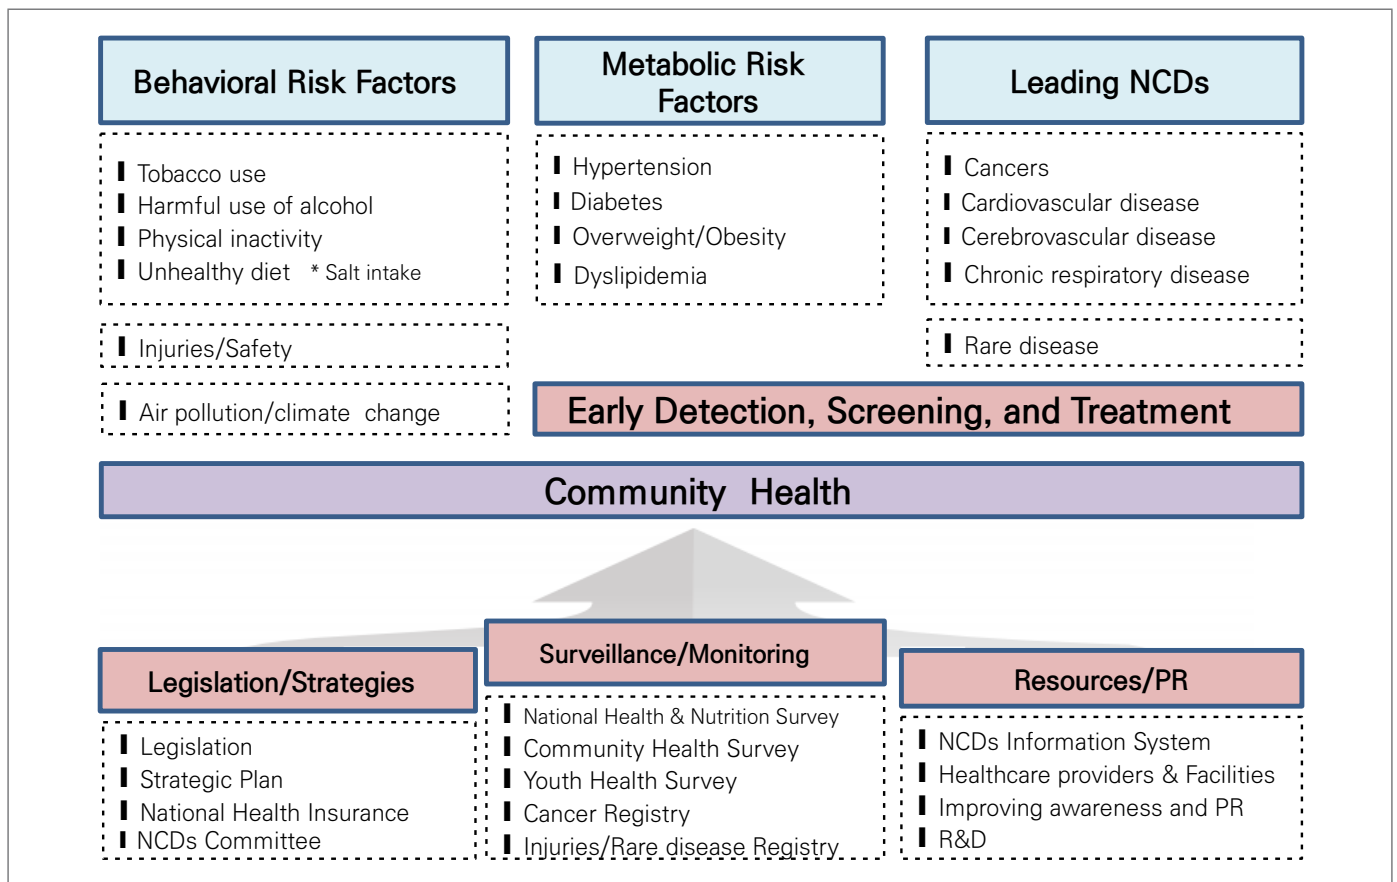 Behavioral Risk Factors
Tobacco use
Harmful use of alcohol
Physical inactivity
Unhealthy diet * Salt intake
Injuries/Safety
Air pollution/climate change
Metabolic Risk
Factors
Hypertension
Diabetes
Overweight/Obesity
Dyslipidemia
Leading NCDs
Cancers
Cardiovascular disease
Cerebrovascular disease
Chronic respiratory disease
Rare disease
Early Detection, Screening, and Treatment
Community Health
Legislation/Strategies
Legislation
Strategic Plan
National Health Insurance
NCDs Committee
Surveillance/Monitoring
National Health & Nutrition Survey
Community Health Survey
Youth Health Survey
Cancer Registry
Injuries/Rare disease Registry
Resources/PR
NCDs Information System
Healthcare providers & Facilities
Improving awareness and PR
R&D